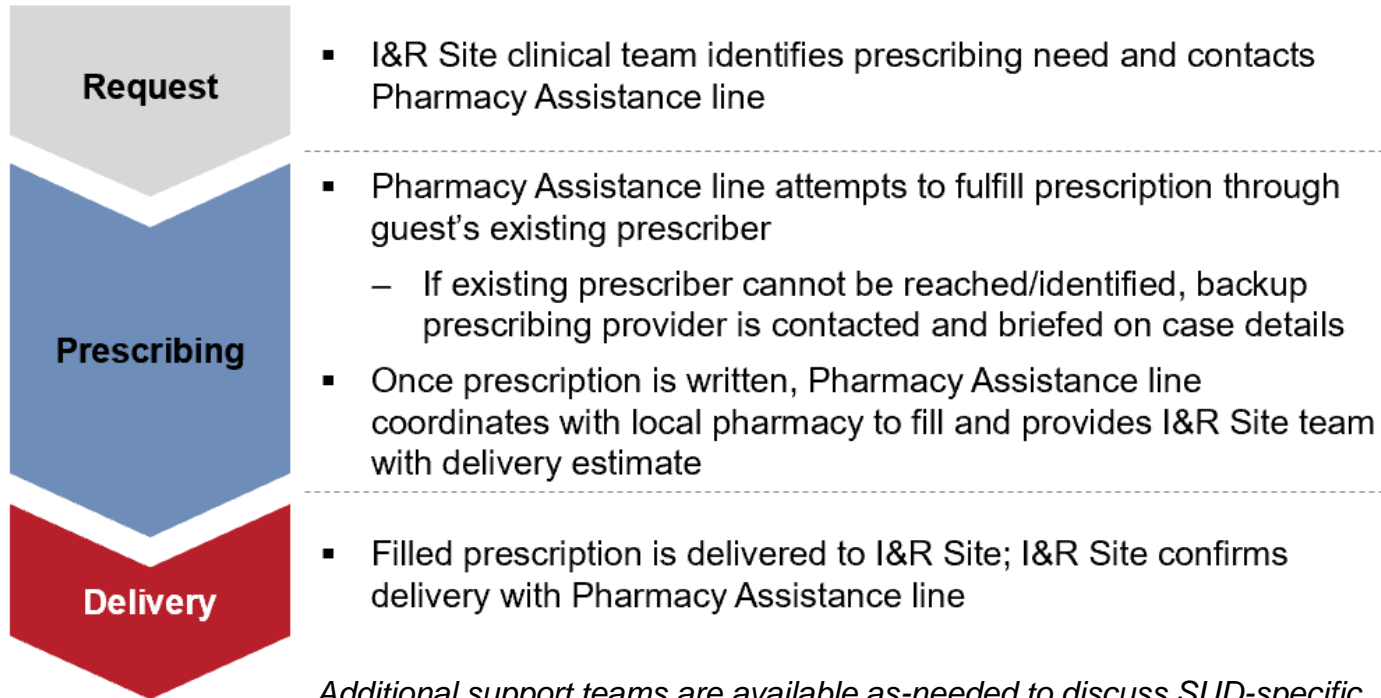 Request
▪ I&R Site clinical team identifies prescribing need and contacts
Pharmacy Assistance line
Prescribing
▪ Pharmacy Assistance line attempts to fulfill prescription through
guest’s existing prescriber
– If existing prescriber cannot be reached/identified, backup
prescribing provider is contacted and briefed on case details
▪ Once prescription is written, Pharmacy Assistance line
coordinates with local pharmacy to fill and provides I&R Site team
with delivery estimate
Delivery
▪ Filled prescription is delivered to I&R Site; I&R Site confirms
delivery with Pharmacy Assistance line
Additional support teams are available as-needed to discuss SUD-specific